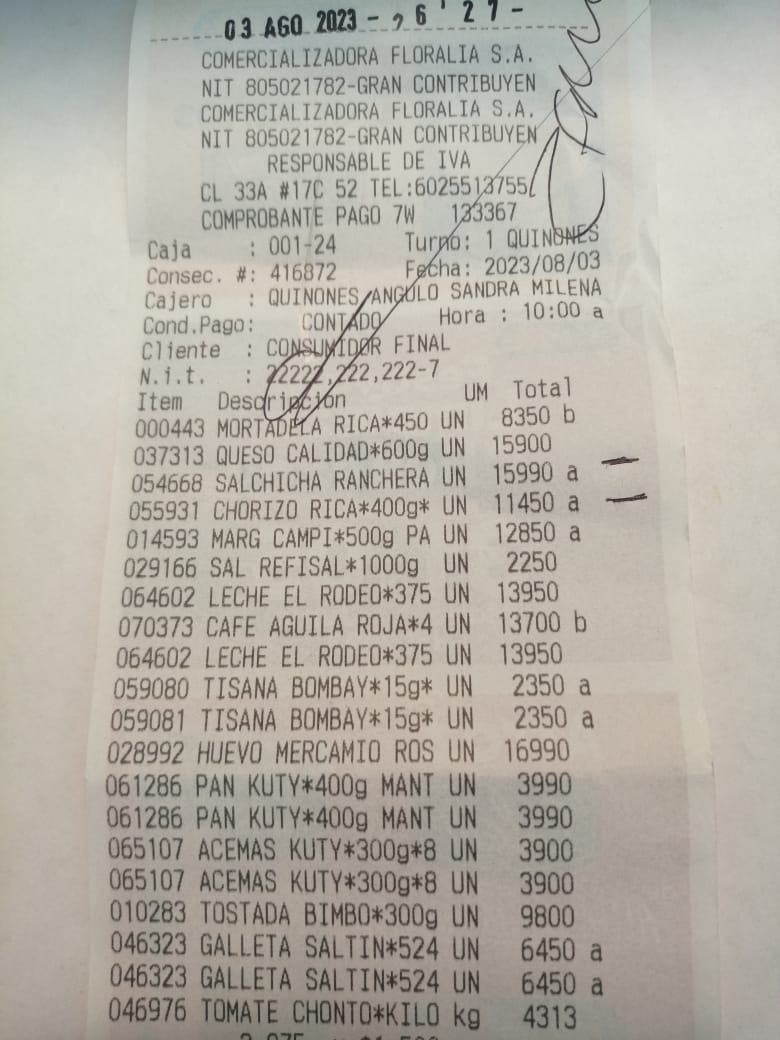 03 AGO 2023 - 26 ' 27 -
COMERCIALIZADORA FLORALIA S.A.
NIT 805021782-GRAN CONTRIBUYEN
COMERCIALIZADORA FLORALIA S.A.
NIT 805021782-GRAN CONTRIBUYEN
RESPONSABLE DE IVA
CL 33A #17C 52 TEL:6025513755
COMPROBANTE PAGO 7W 133367
Caja : 001-24 Turno: 1 QUINONES
Consec. #: 416872 Fecha: 2023/08/03
Cajero : QUINONES ANGULO SANDRA MILENA
Cond.Pago: CONTADO Hora : 10:00 a
Cliente : CONSUMIDOR FINAL
N.i.t. : 22222,222,222-7
Item Descripción UM Total
000443 MORTADELA RICA*450 UN 8350 b
037313 QUESO CALIDAD*600g UN 15900
054668 SALCHICHA RANCHERA UN 15990 a
055931 CHORIZO RICA*400g* UN 11450 a
014593 MARG CAMPI*500g PA UN 12850 a
029166 SAL REFISAL*1000g UN 2250
064602 LECHE EL RODEO*375 UN 13950
070373 CAFE AGUILA ROJA*4 UN 13700 b
064602 LECHE EL RODEO*375 UN 13950
059080 TISANA BOMBAY*15g* UN 2350 a
059081 TISANA BOMBAY*15g* UN 2350 a
028992 HUEVO MERCAMIO ROS UN 16990
061286 PAN KUTY*400g MANT UN 3990
061286 PAN KUTY*400g MANT UN 3990
065107 ACEMAS KUTY*300g*8 UN 3900
065107 ACEMAS KUTY*300g*8 UN 3900
010283 TOSTADA BIMBO*300g UN 9800
046323 GALLETA SALTIN*524 UN 6450 a
046323 GALLETA SALTIN*524 UN 6450 a
046976 TOMATE CHONTO*KILO kg 4313